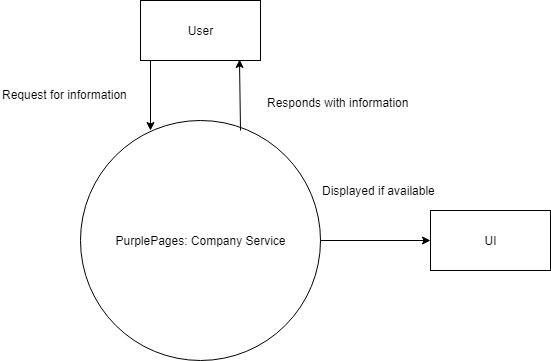 User
Request for information
Responds with information
Displayed if available
PurplePages: Company Service
UI